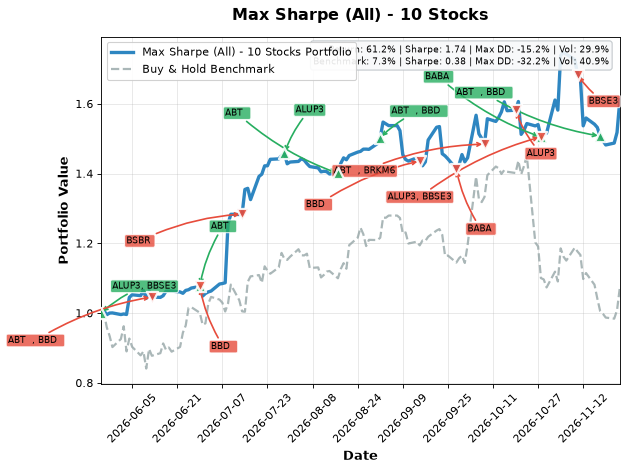 Max Sharpe (All) - 10 Stocks
Max Sharpe (All) - 10 Stocks Portfolio
Buy & Hold Benchmark
61.2% | Sharpe: 1.74 | Max DD: -15.2% | Vol: 29.9%
7.3% | Sharpe: 0.38 | Max DD: -32.2% | Vol: 40.9%
BABA
ABT , BBD
BBSE3
ABT
ALUP3
ABT , BBD
ALUP3
ABT , BRKM6
ALUP3, BBSE3
BBD
BABA
ABT
BSBR
ALUP3, BBSE3
ABT , BBD
BBD
Portfolio Value
1.6
1.4
1.2
1.0
0.8
2026-06-05
2026-06-21
2026-07-07
2026-07-23
2026-08-08
2026-08-24
2026-09-09
2026-09-25
2026-10-11
2026-10-27
2026-11-12
Date